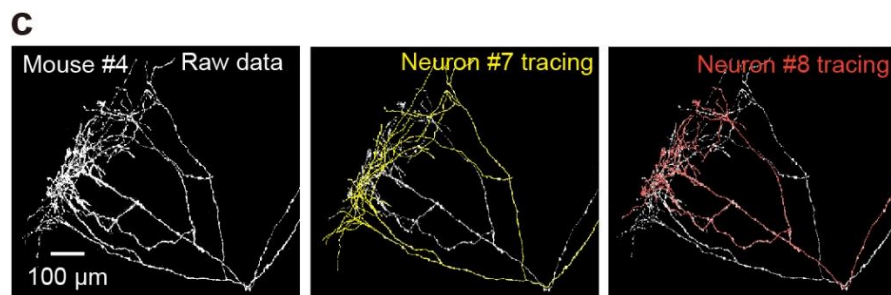 C
Mouse #4 Raw data
100 µm
Neuron #7 tracing
Neuron #8 tracing